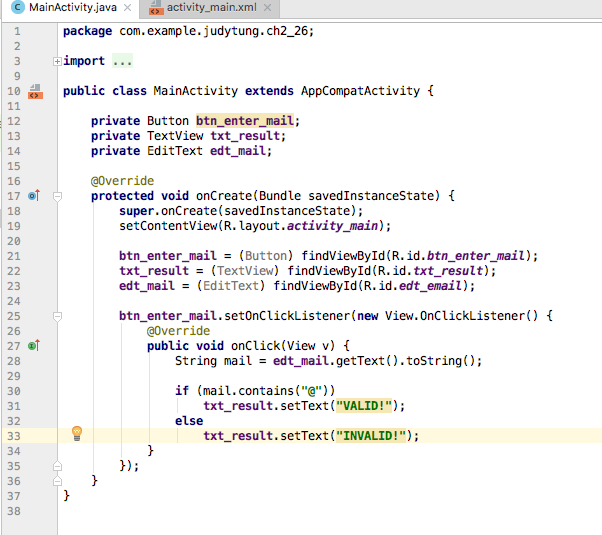 MainActivity.java × activity_main.xml ×
1 package com.example.judytung.ch2_26;
2
3 import ...
9
10 public class MainActivity extends AppCompatActivity {
11
12     private Button btn_enter_mail;
13     private TextView txt_result;
14     private EditText edt_mail;
15
16     @Override
17     protected void onCreate(Bundle savedInstanceState) {
18         super.onCreate(savedInstanceState);
19         setContentView(R.layout.activity_main);
20
21         btn_enter_mail = (Button) findViewById(R.id.btn_enter_mail);
22         txt_result = (TextView) findViewById(R.id.txt_result);
23         edt_mail = (EditText) findViewById(R.id.edt_email);
24
25         btn_enter_mail.setOnClickListener(new View.OnClickListener() {
26             @Override
27             public void onClick(View v) {
28                 String mail = edt_mail.getText().toString();
29
30                 if (mail.contains("@"))
31                     txt_result.setText("VALID!");
32                 else
33                     txt_result.setText("INVALID!");
34             }
35         });
36     }
37 }
38